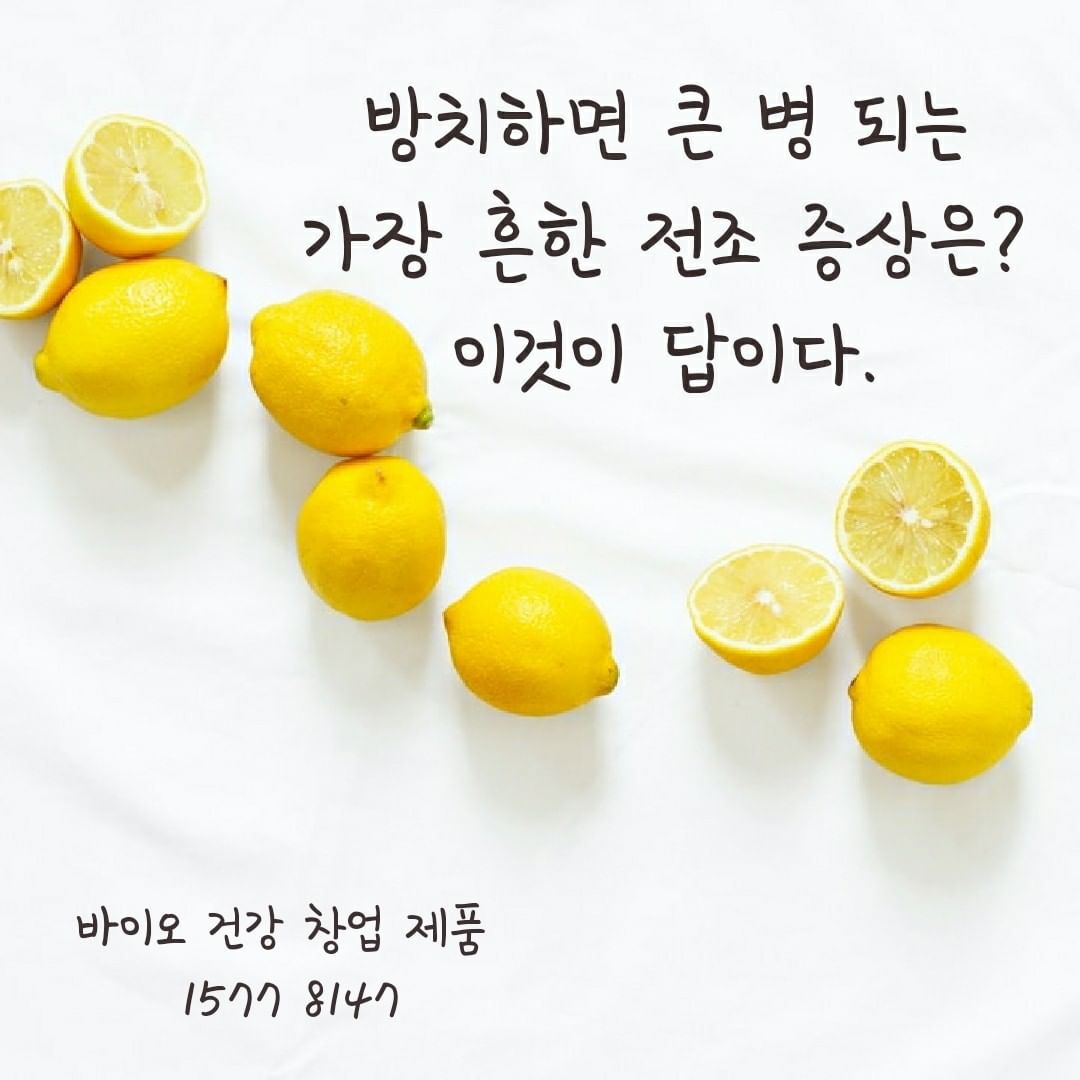 방치하면 큰 병 되는
가장 흔한 전조 증상은?
이것이 답이다.
바이오 건강 창업 제품
1577 8147